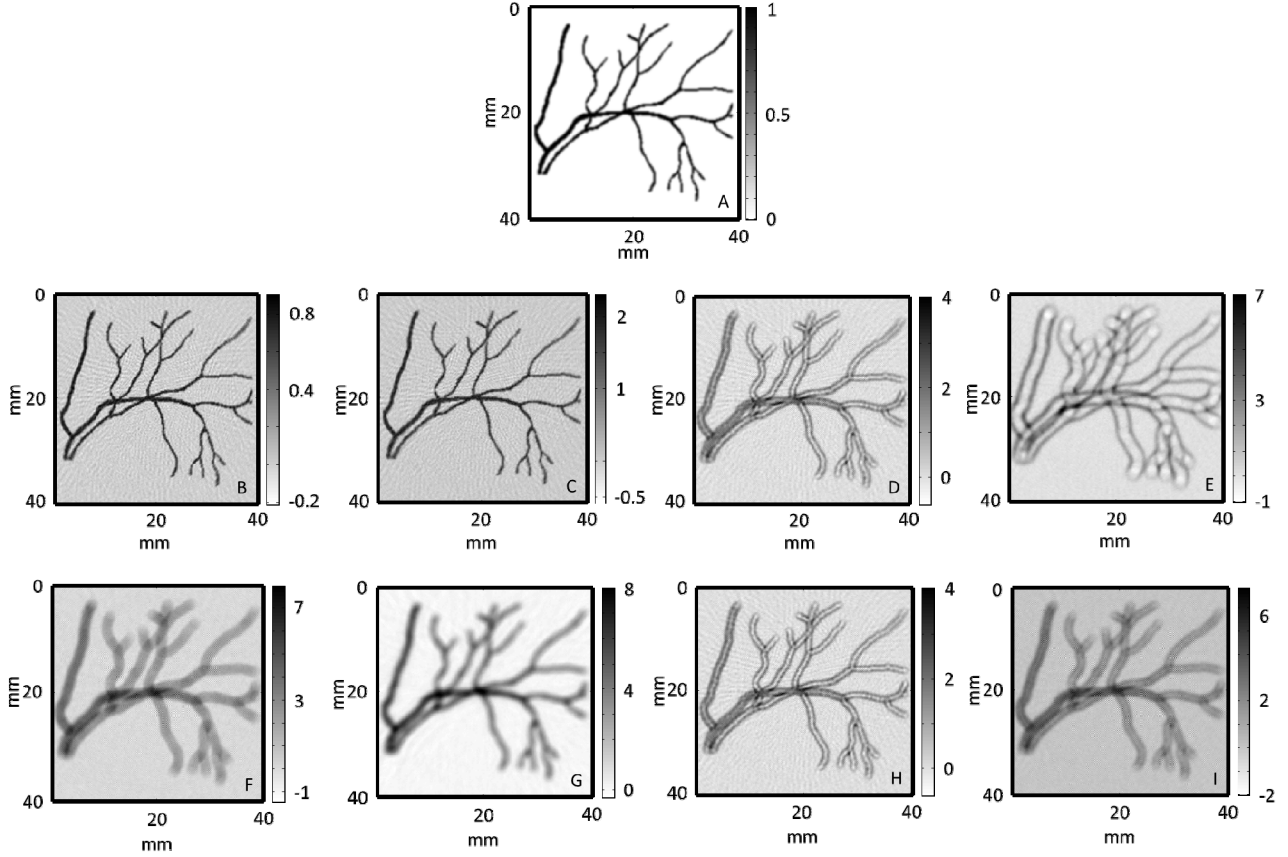 0 1
mm 20 0.5
A
40 0
20 40
mm
0 0 0 4 0 7
0.8 2
mm 20 0.4 mm 20 1 mm 20 2 mm 20 3
0
B -0.2 C -0.5 D E
40 40 40 40 -1
20 40 20 40 20 40 20 40
mm mm mm mm
0 7 0 8 0 4 0 6
mm 20 3 mm 20 4 mm 20 2 mm 20 2
F -1 G 0 H 0 I
40 40 40 40 -2
20 40 20 40 20 40 20 40
mm mm mm mm